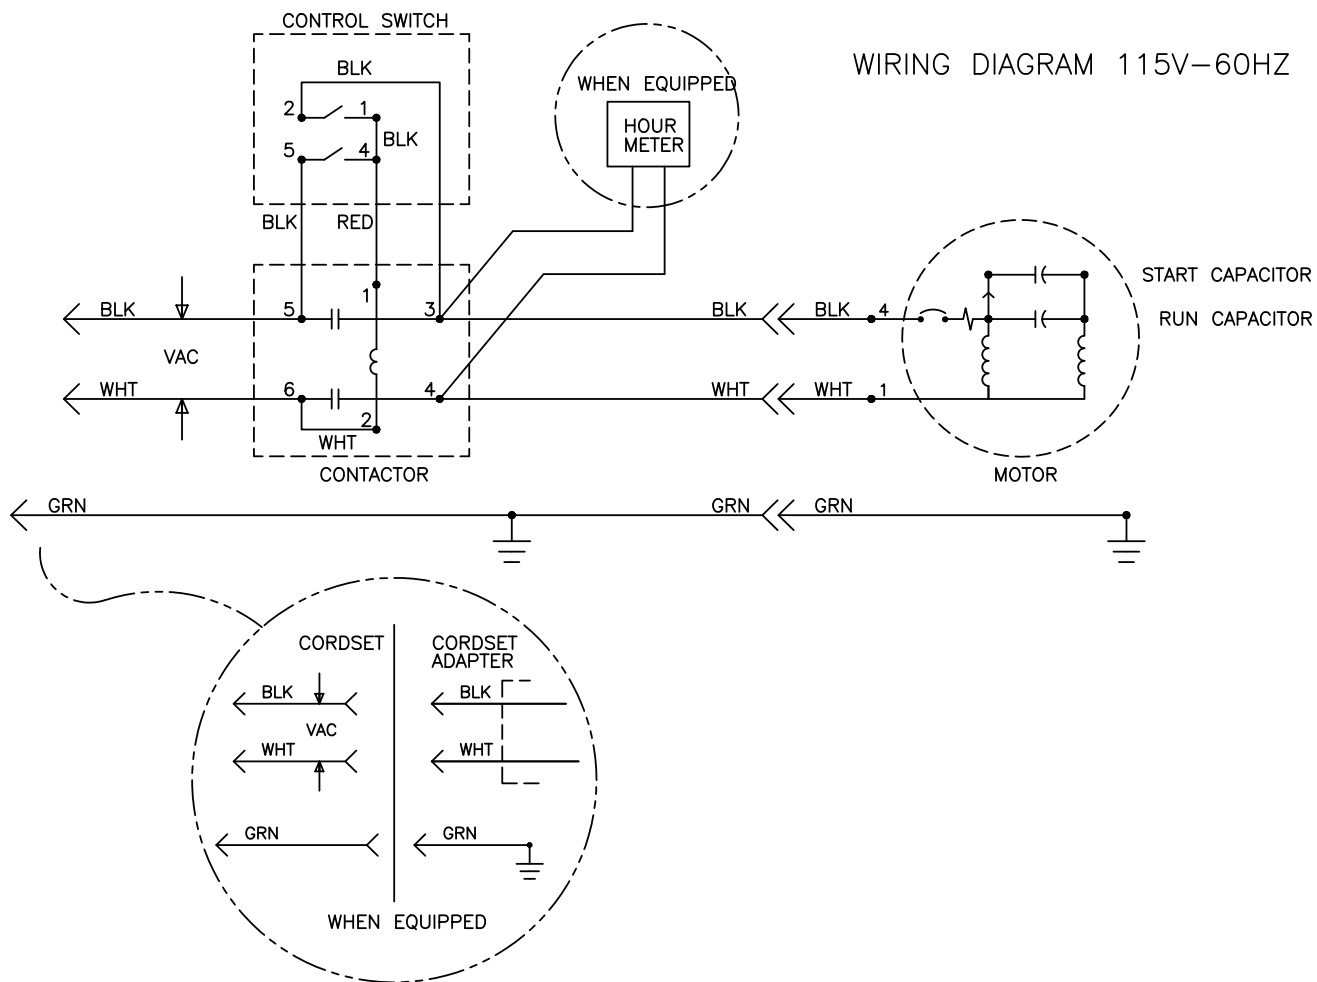 CONTROL SWITCH
WIRING DIAGRAM 115V-60HZ
BLK
WHEN EQUIPPED
2
1
HOUR
METER
BLK
5
4
BLK
RED
START CAPACITOR
1
BLK
5
3
BLK
BLK
4
RUN CAPACITOR
VAC
WHT
6
4
WHT
WHT
1
2
WHT
CONTACTOR
MOTOR
GRN
GRN
GRN
CORDSET
CORDSET
ADAPTER
BLK
BLK
VAC
WHT
WHT
GRN
GRN
WHEN EQUIPPED